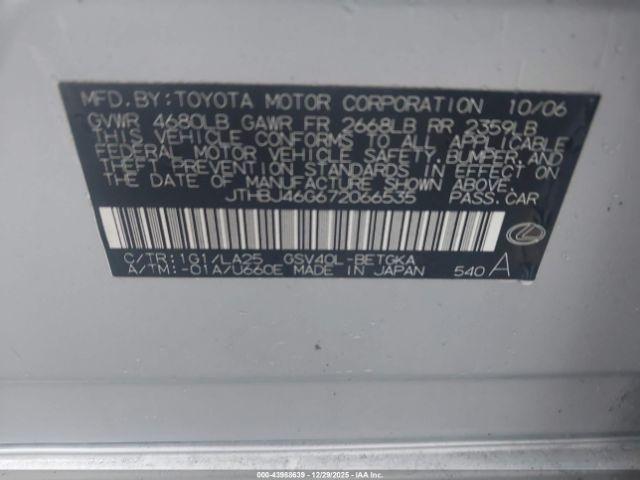 MFD. BY: TOYOTA MOTOR CORPORATION 10/06
GVWR 4680LB GAWR FR 2668LB RR 2359LB
THIS VEHICLE CONFORMS TO ALL APPLICABLE
FEDERAL MOTOR VEHICLE SAFETY, BUMPER, AND
THEFT PREVENTION STANDARDS IN EFFECT ON
THE DATE OF MANUFACTURE SHOWN ABOVE.
JTHBJ46G672066535 PASS. CAR
C/TR: 1G1/LA25 GSV40L-BETGKA
A/TM: -01A/U660E MADE IN JAPAN 540 A
000-43968639 | 12/29/2025 - Copart: IAA Inc.